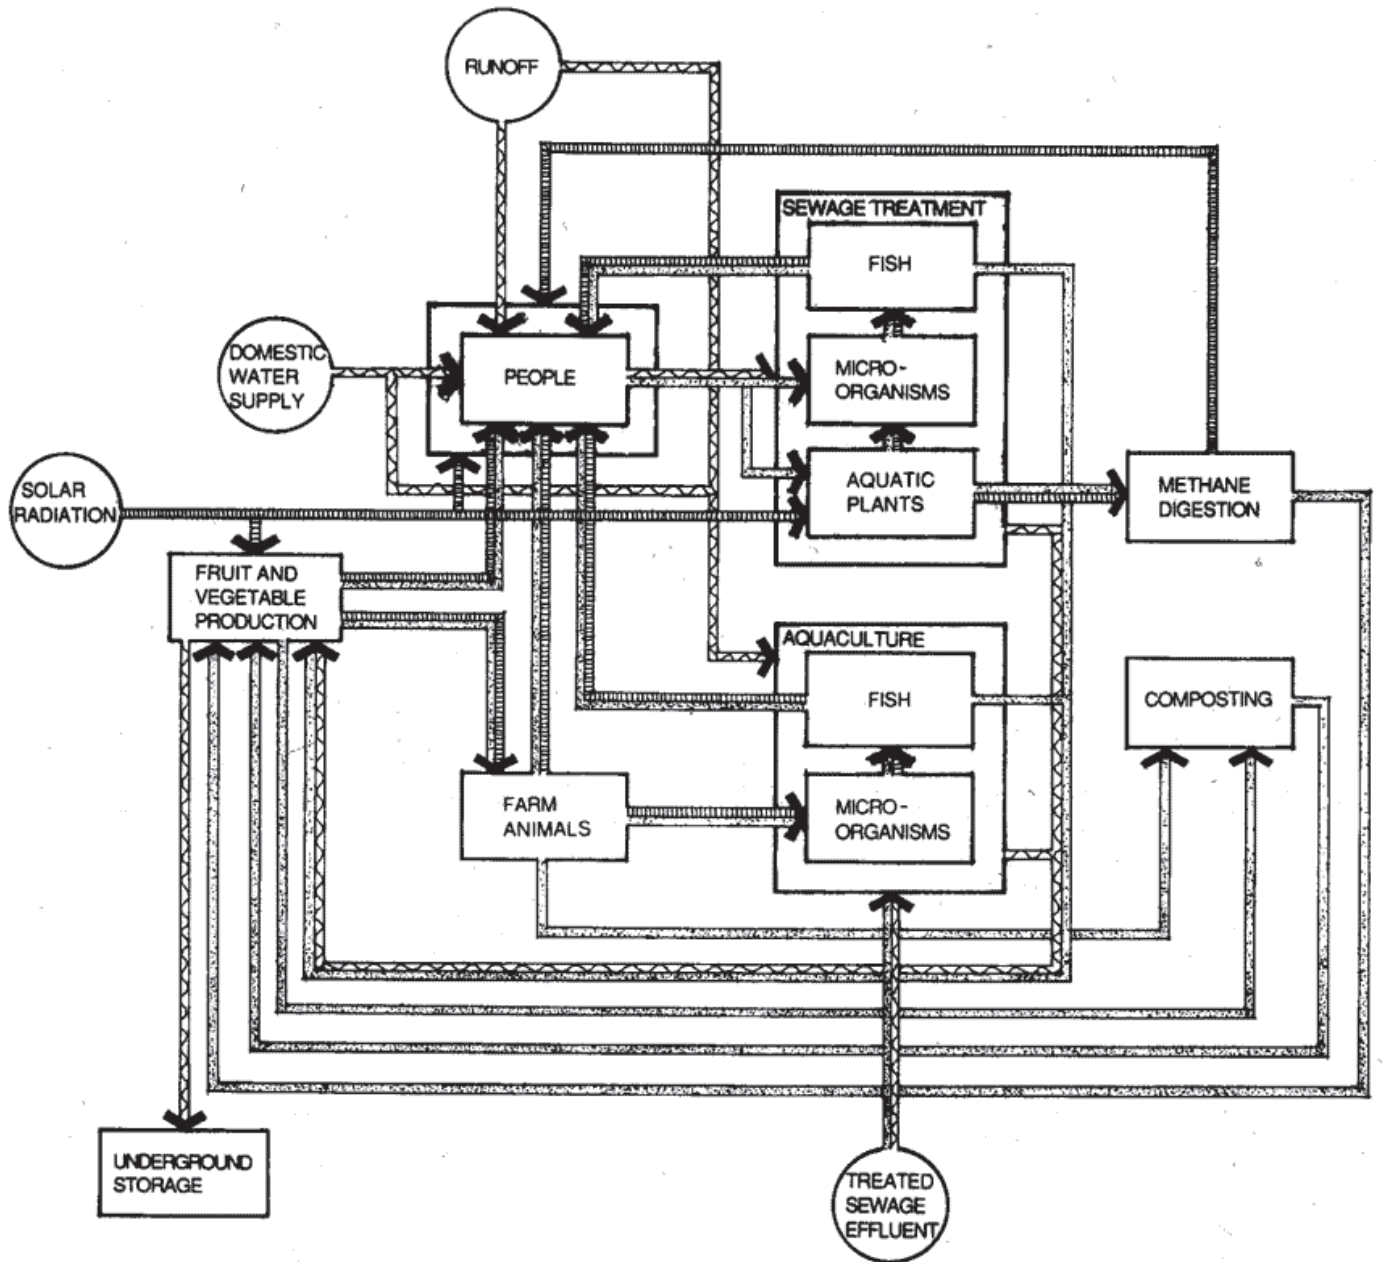 RUNOFF
SEWAGE TREATMENT
FISH
DOMESTIC
WATER
SUPPLY
PEOPLE
MICRO-
ORGANISMS
SOLAR
RADIATION
AQUATIC
PLANTS
METHANE
DIGESTION
FRUIT AND
VEGETABLE
PRODUCTION
AQUACULTURE
FISH
COMPOSTING
FARM
ANIMALS
MICRO-
ORGANISMS
UNDERGROUND
STORAGE
TREATED
SEWAGE
EFFLUENT